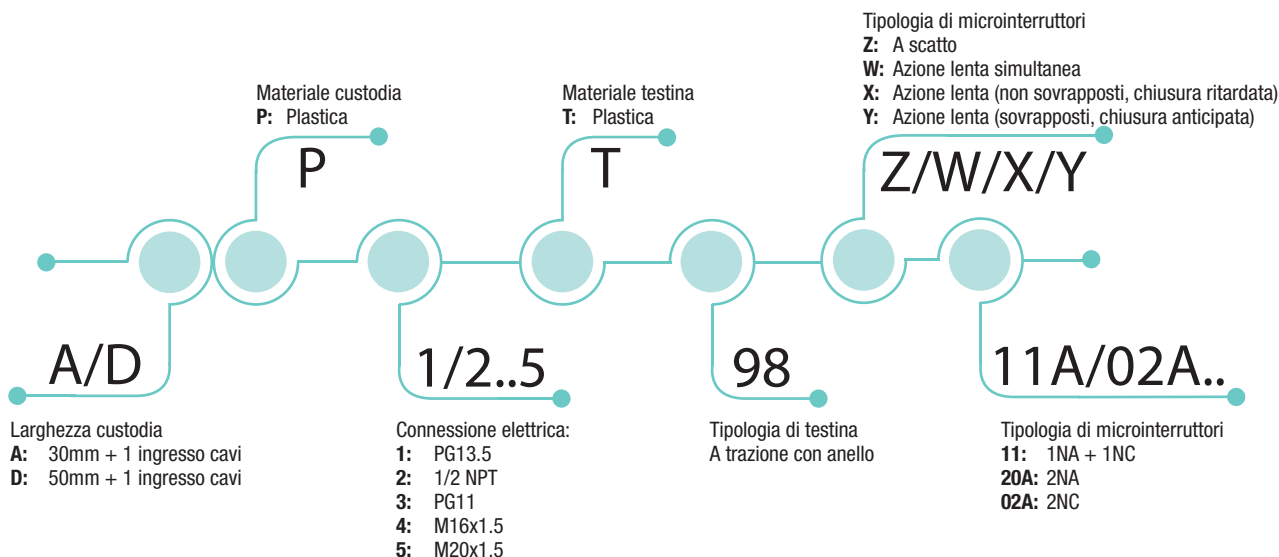 Tipologia di microinterruttori
Z: A scatto
W: Azione lenta simultanea
X: Azione lenta (non sovrapposti, chiusura ritardata)
Y: Azione lenta (sovrapposti, chiusura anticipata)
Materiale custodia
P: Plastica
Materiale testina
T: Plastica
P
T
Z/W/X/Y
A/D
1/2..5
98
11A/02A..
Larghezza custodia
A: 30mm + 1 ingresso cavi
D: 50mm + 1 ingresso cavi
Connessione elettrica:
1: PG13.5
2: 1/2 NPT
3: PG11
4: M16x1.5
5: M20x1.5
Tipologia di testina
A trazione con anello
Tipologia di microinterruttori
11: 1NA + 1NC
20A: 2NA
02A: 2NC